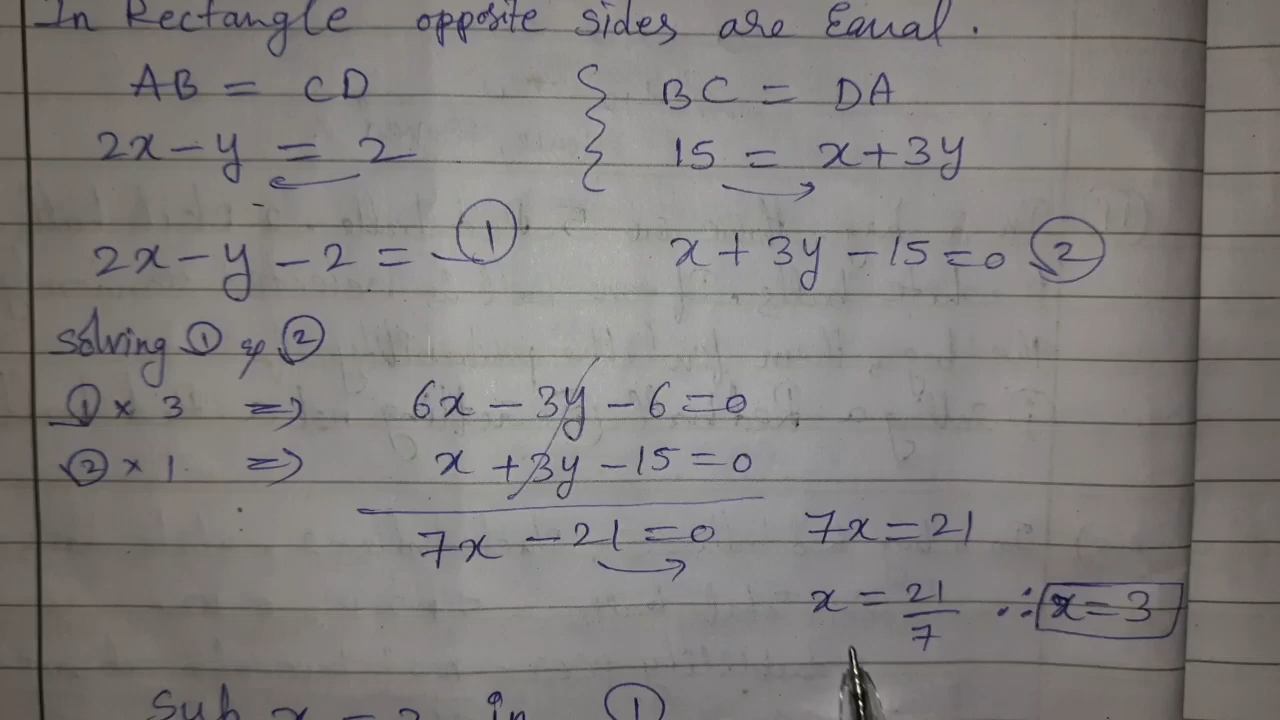 In Rectangle opposite sides are Equal.
AB = CD } BC = DA
2x - y = 2 15 = x + 3y
2x - y - 2 = ① x + 3y - 15 = 0 ②
Solving ① & ②
① × 3 ⇒ 6x - 3y - 6 = 0
② × 1 ⇒ x + 3y - 15 = 0
7x - 21 = 0 7x = 21
x = 21/7 ∴ x = 3
Sub x = 3 in ①